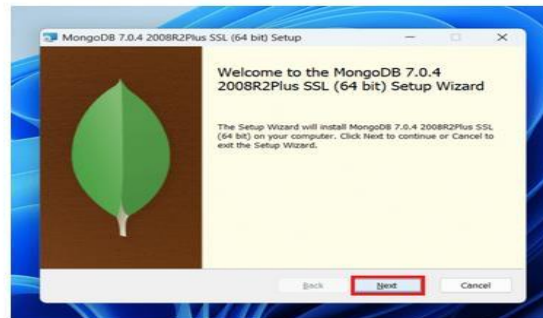 MongoDB 7.0.4 2008R2Plus SSL (64 bit) Setup
Welcome to the MongoDB 7.0.4
2008R2Plus SSL (64 bit) Setup Wizard
The Setup Wizard will install MongoDB 7.0.4 2008R2Plus SSL
(64 bit) on your computer. Click Next to continue or Cancel to
exit the Setup Wizard.
Back Next Cancel